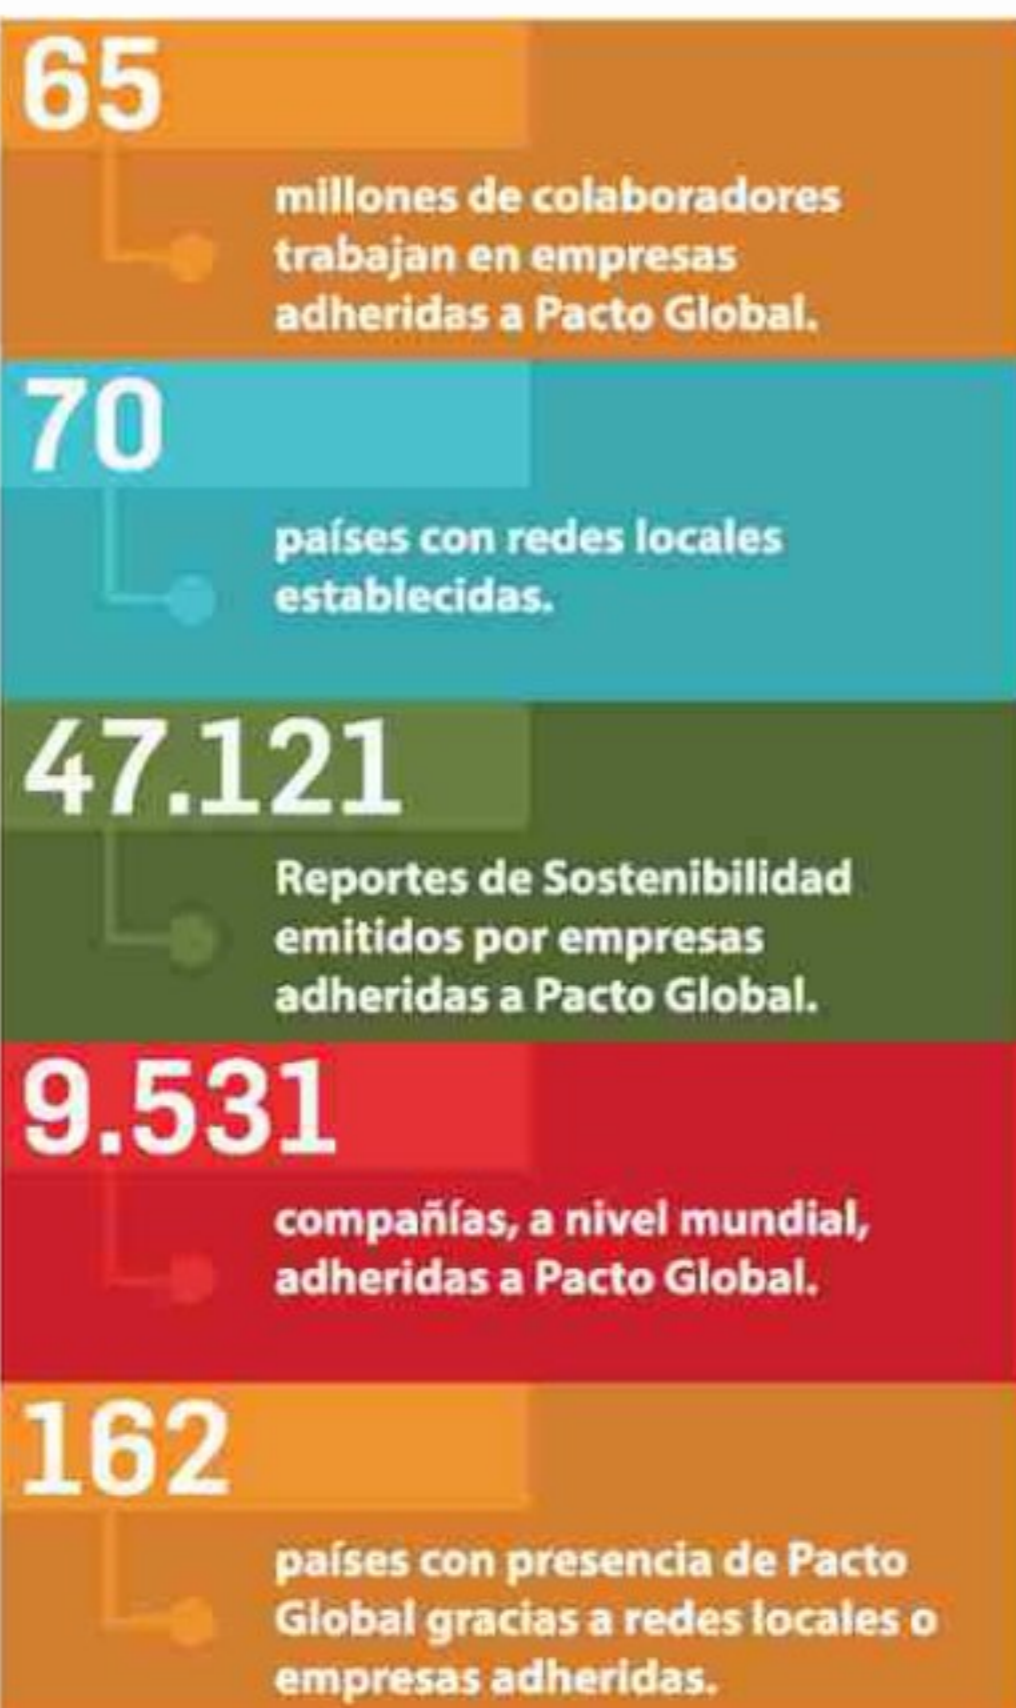 65
millones de colaboradores
trabajan en empresas
adheridas a Pacto Global.
70
países con redes locales
establecidas.
47.121
Reportes de Sostenibilidad
emitidos por empresas
adheridas a Pacto Global.
9.531
compañías, a nivel mundial,
adheridas a Pacto Global.
162
países con presencia de Pacto
Global gracias a redes locales o
empresas adheridas.